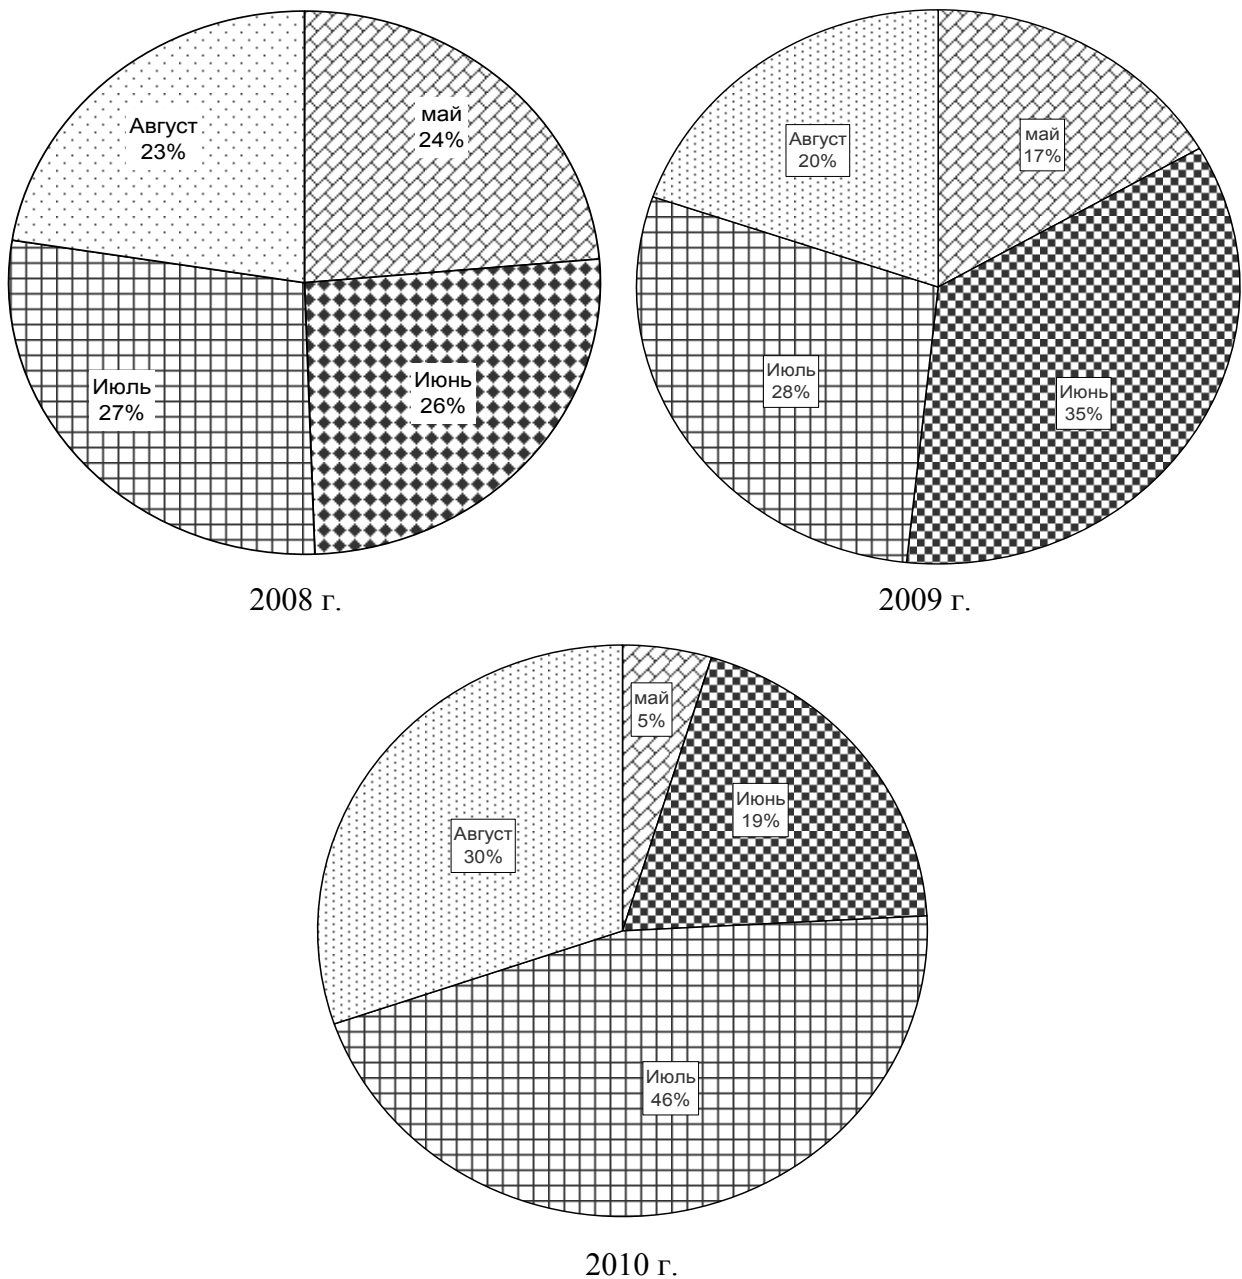 Август
23%
май
24%
Июль
27%
Июнь
26%
2008 г.
Август
20%
май
17%
Июль
28%
Июнь
35%
2009 г.
май
5%
Июнь
19%
Август
30%
Июль
46%
2010 г.